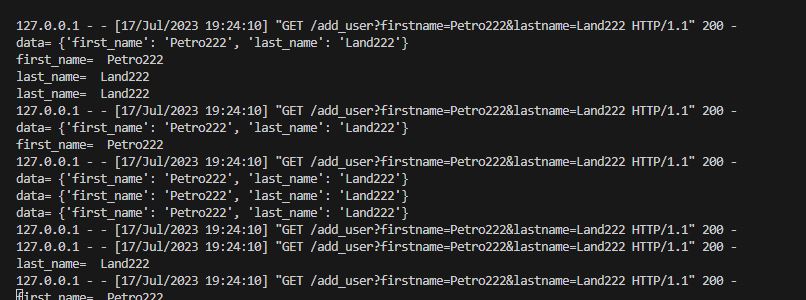 127.0.0.1 - - [17/Jul/2023 19:24:10] "GET /add_user?firstname=Petro222&lastname=Land222 HTTP/1.1" 200 -
data= {'first_name': 'Petro222', 'last_name': 'Land222'}
first_name=  Petro222
last_name=  Land222
last_name=  Land222
127.0.0.1 - - [17/Jul/2023 19:24:10] "GET /add_user?firstname=Petro222&lastname=Land222 HTTP/1.1" 200 -
data= {'first_name': 'Petro222', 'last_name': 'Land222'}
first_name=  Petro222
127.0.0.1 - - [17/Jul/2023 19:24:10] "GET /add_user?firstname=Petro222&lastname=Land222 HTTP/1.1" 200 -
data= {'first_name': 'Petro222', 'last_name': 'Land222'}
data= {'first_name': 'Petro222', 'last_name': 'Land222'}
data= {'first_name': 'Petro222', 'last_name': 'Land222'}
127.0.0.1 - - [17/Jul/2023 19:24:10] "GET /add_user?firstname=Petro222&lastname=Land222 HTTP/1.1" 200 -
127.0.0.1 - - [17/Jul/2023 19:24:10] "GET /add_user?firstname=Petro222&lastname=Land222 HTTP/1.1" 200 -
last_name=  Land222
127.0.0.1 - - [17/Jul/2023 19:24:10] "GET /add_user?firstname=Petro222&lastname=Land222 HTTP/1.1" 200 -
first_name=  Petro222